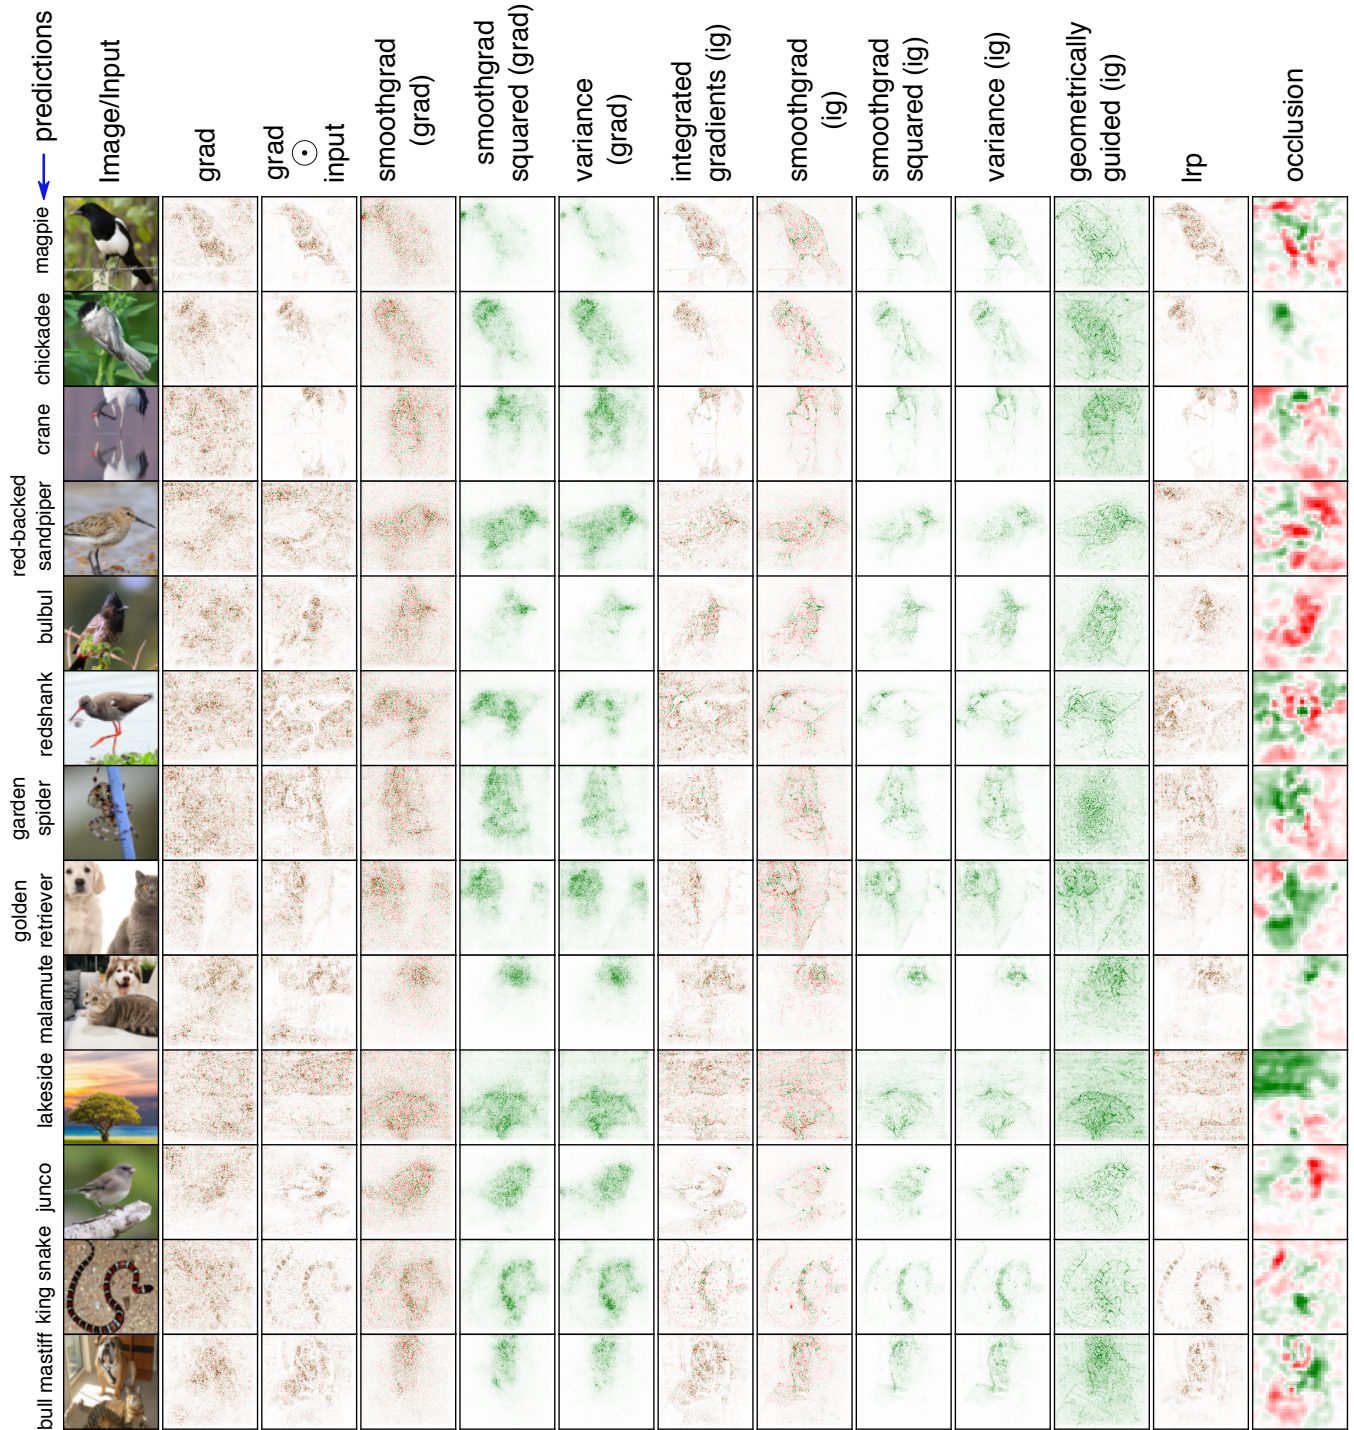 predictions
Image/Input
grad
grad
⊙
input
smoothgrad
(grad)
smoothgrad
squared (grad)
variance
(grad)
integrated
gradients (ig)
smoothgrad
(ig)
smoothgrad
squared (ig)
variance (ig)
geometrically
guided (ig)
lrp
occlusion
magpie
chickadee
crane
red-backed
sandpiper
bulbul
redshank
garden
spider
golden
retriever
malamute
lakeside
junco
king snake
bull mastiff